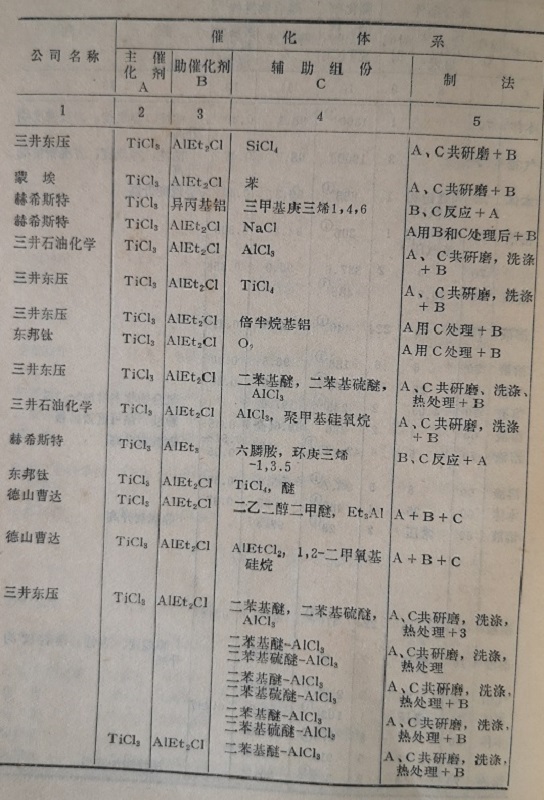 催 化 体 系
公司名称 主催化剂 A 助催化剂 B 辅助组份 C 制 法
1 2 3 4 5
三井东压 TiCl₃ AlEt₂Cl SiCl₄ A、C共研磨+B
蒙 埃 TiCl₃ AlEt₂Cl 苯 A、C共研磨+B
赫希斯特 TiCl₃ 异丙基铝 三甲基庚三烯1,4,6 B、C反应+A
赫希斯特 TiCl₃ AlEt₂Cl NaCl A用B和C处理后+B
三井石油化学 TiCl₃ AlEt₂Cl AlCl₃ A、C共研磨,洗涤
+B
三井东压 TiCl₃ AlEt₂Cl TiCl₄ A、C共研磨,洗涤
+B
三井东压 TiCl₃ AlEt₂Cl 倍半烷基铝 A用C处理+B
东邦钛 TiCl₃ AlEt₂Cl O₂ A用C处理+B
三井东压 TiCl₃ AlEt₂Cl 二苯基醚,二苯基硫醚, A、C共研磨、洗涤、
AlCl₃ 热处理+B
三井石油化学 TiCl₃ AlEt₂Cl AlCl₃,聚甲基硅氧烷 A、C共研磨,洗涤
+B
赫希斯特 TiCl₃ AlEt₃ 六膦胺,环庚三烯 B、C反应+A
-1,3.5
东邦钛 TiCl₃ AlEt₂Cl TiCl₄,醚
德山曹达 TiCl₃ AlEt₂Cl 二乙二醇二甲醚,Et₃Al A+B+C
德山曹达 TiCl₃ AlEt₂Cl AlEtCl₂,1,2-二甲氧基 A+B+C
硅烷
三井东压 TiCl₃ AlEt₂Cl 二苯基醚,二苯基硫醚, A、C共研磨,洗涤,
AlCl₃ 热处理+3
二苯基醚-AlCl₃ A、C共研磨,洗涤,
二苯基硫醚-AlCl₃ 热处理
二苯基醚-AlCl₃ A、C共研磨,洗涤,
二苯基硫醚-AlCl₃ 热处理+B
二苯基醚-AlCl₃ A、C共研磨,洗涤,
二苯基硫醚-AlCl₃ 热处理+B
TiCl₃ AlEt₂Cl 二苯基醚-AlCl₃ A、C共研磨,洗涤,
热处理+B